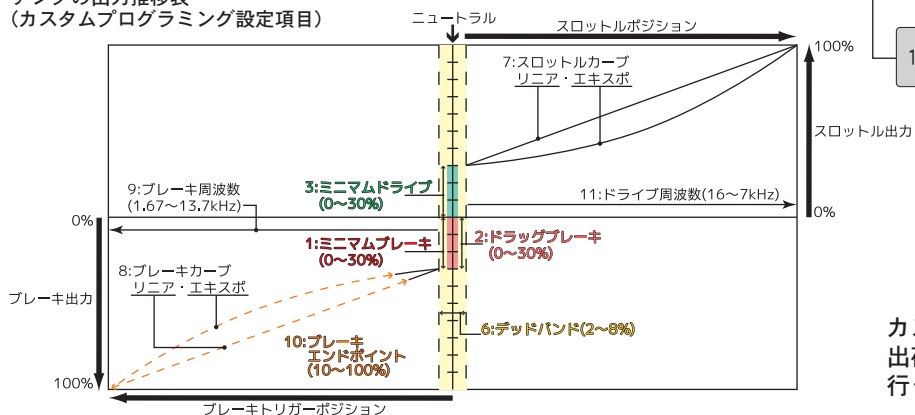 (カスタムプログラミング設定項目)
ニュートラル
スロットルポジション
100%
7:スロットルカーブ
リニア・エキスポ
スロットル出力
9:ブレーキ周波数
(1.67〜13.7kHz)
3:ミニマムドライブ
(0〜30%)
11:ドライブ周波数(16〜7kHz)
0%
0%
1:ミニマムブレーキ
(0〜30%)
2:ドラッグブレーキ
(0〜30%)
8:ブレーキカーブ
リニア・エキスポ
ブレーキ出力
10:ブレーキ
エンドポイント
(10〜100%)
6:デッドバンド(2〜8%)
100%
ブレーキトリガーポジション
1
出荷
行